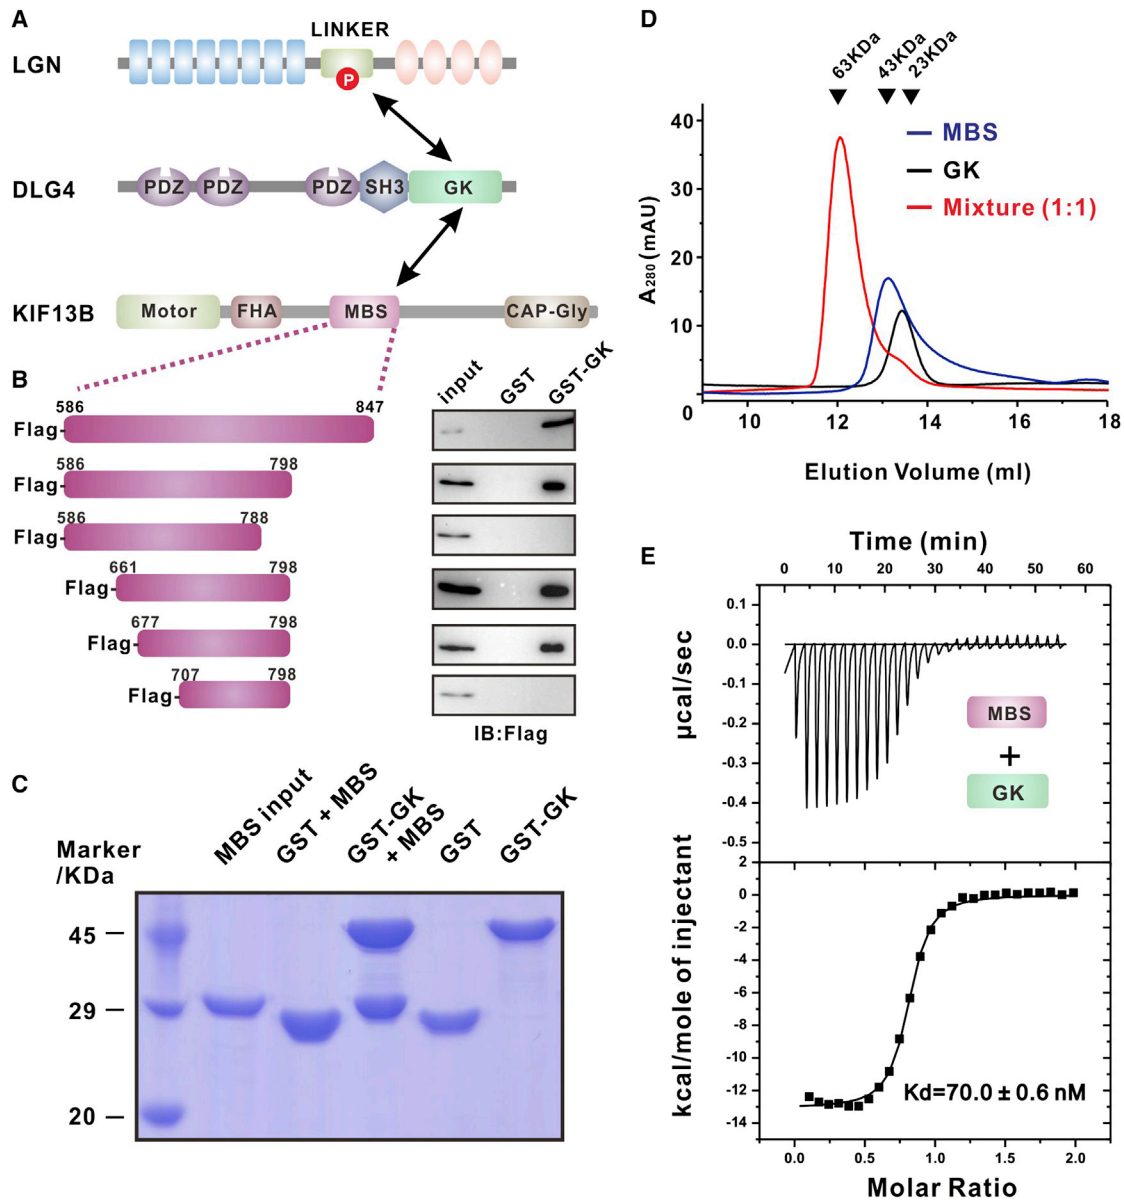 A
LINKER
LGN
P
DLG4
PDZ PDZ PDZ SH3 GK
KIF13B
Motor FHA MBS CAP-Gly
B
input GST GST-GK
586 847
Flag-
586 798
Flag-
586 788
Flag-
661 798
Flag-
677 798
Flag-
707 798
Flag-
IB:Flag
C
Marker
/KDa
MBS input
GST + MBS
GST-GK
+ MBS
GST
GST-GK
45
29
20
D
63KDa 43KDa 23KDa
MBS
GK
Mixture (1:1)
A280 (mAU)
40
30
20
10
0
10 12 14 16 18
Elution Volume (ml)
E
Time (min)
0 10 20 30 40 50 60
µcal/sec
0.1
0.0
-0.1
-0.2
-0.3
-0.4
-0.5
MBS
+
GK
kcal/mole of injectant
2
0
-2
-4
-6
-8
-10
-12
-14
Kd=70.0 ± 0.6 nM
0.0 0.5 1.0 1.5 2.0
Molar Ratio